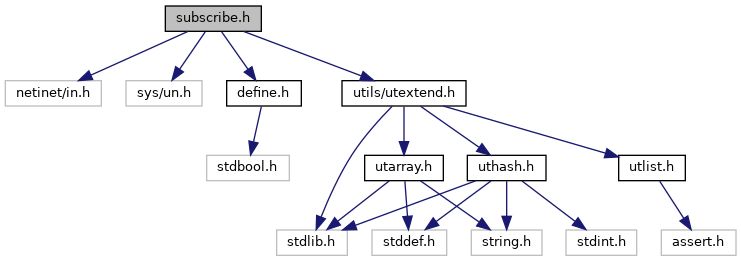 subscribe.h
netinet/in.h
sys/un.h
define.h
utils/utextend.h
stdbool.h
utarray.h
uthash.h
utlist.h
stdlib.h
stddef.h
string.h
stdint.h
assert.h